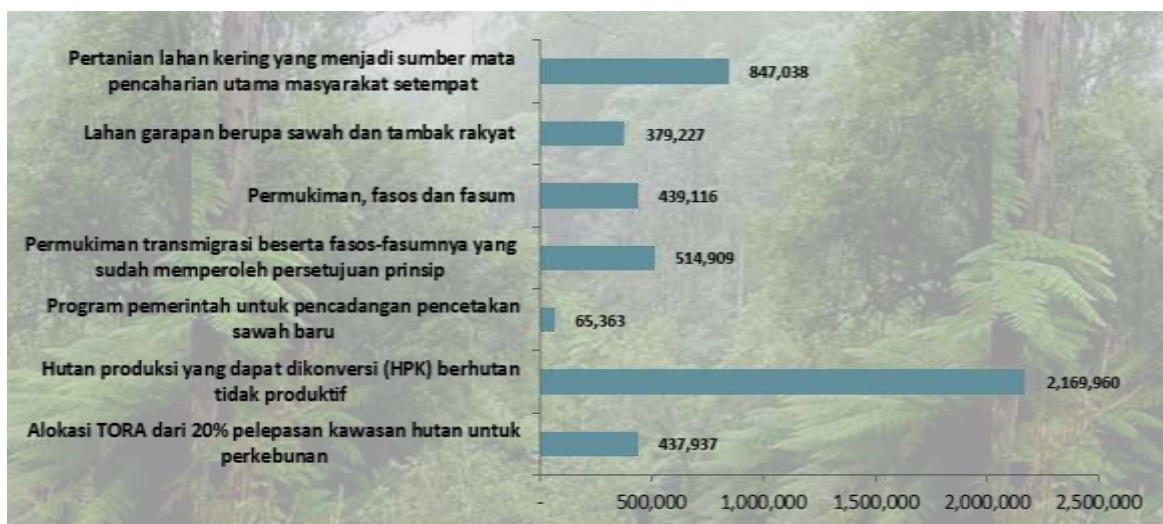 Pertanian lahan kering yang menjadi sumber mata
pencaharian utama masyarakat setempat
847,038
Lahan garapan berupa sawah dan tambak rakyat
379,227
Permukiman, fasos dan fasum
439,116
Permukiman transmigrasi beserta fasos-fasumnya yang
sudah memperoleh persetujuan prinsip
514,909
Program pemerintah untuk pencadangan pencetakan
sawah baru
65,363
Hutan produksi yang dapat dikonversi (HPK) berhutan
tidak produktif
2,169,960
Alokasi TORA dari 20% pelepasan kawasan hutan untuk
perkebunan
437,937
- 500,000 1,000,000 1,500,000 2,000,000 2,500,000